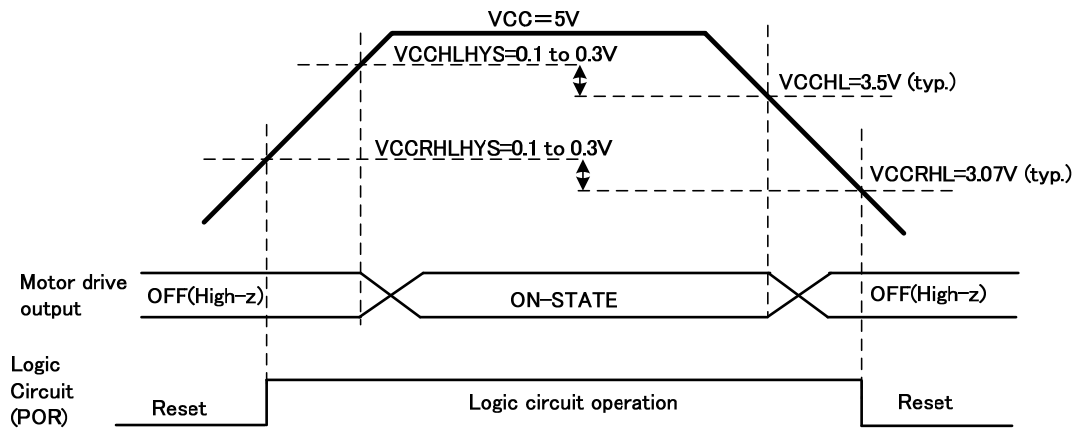 VCC=5V
VCCHLHYS=0.1 to 0.3V
VCCHL=3.5V (typ.)
VCCRHLHYS=0.1 to 0.3V
VCCRHL=3.07V (typ.)
Motor drive
output
OFF(High-z)
ON-STATE
OFF(High-z)
Logic
Circuit
(POR)
Reset
Logic circuit operation
Reset